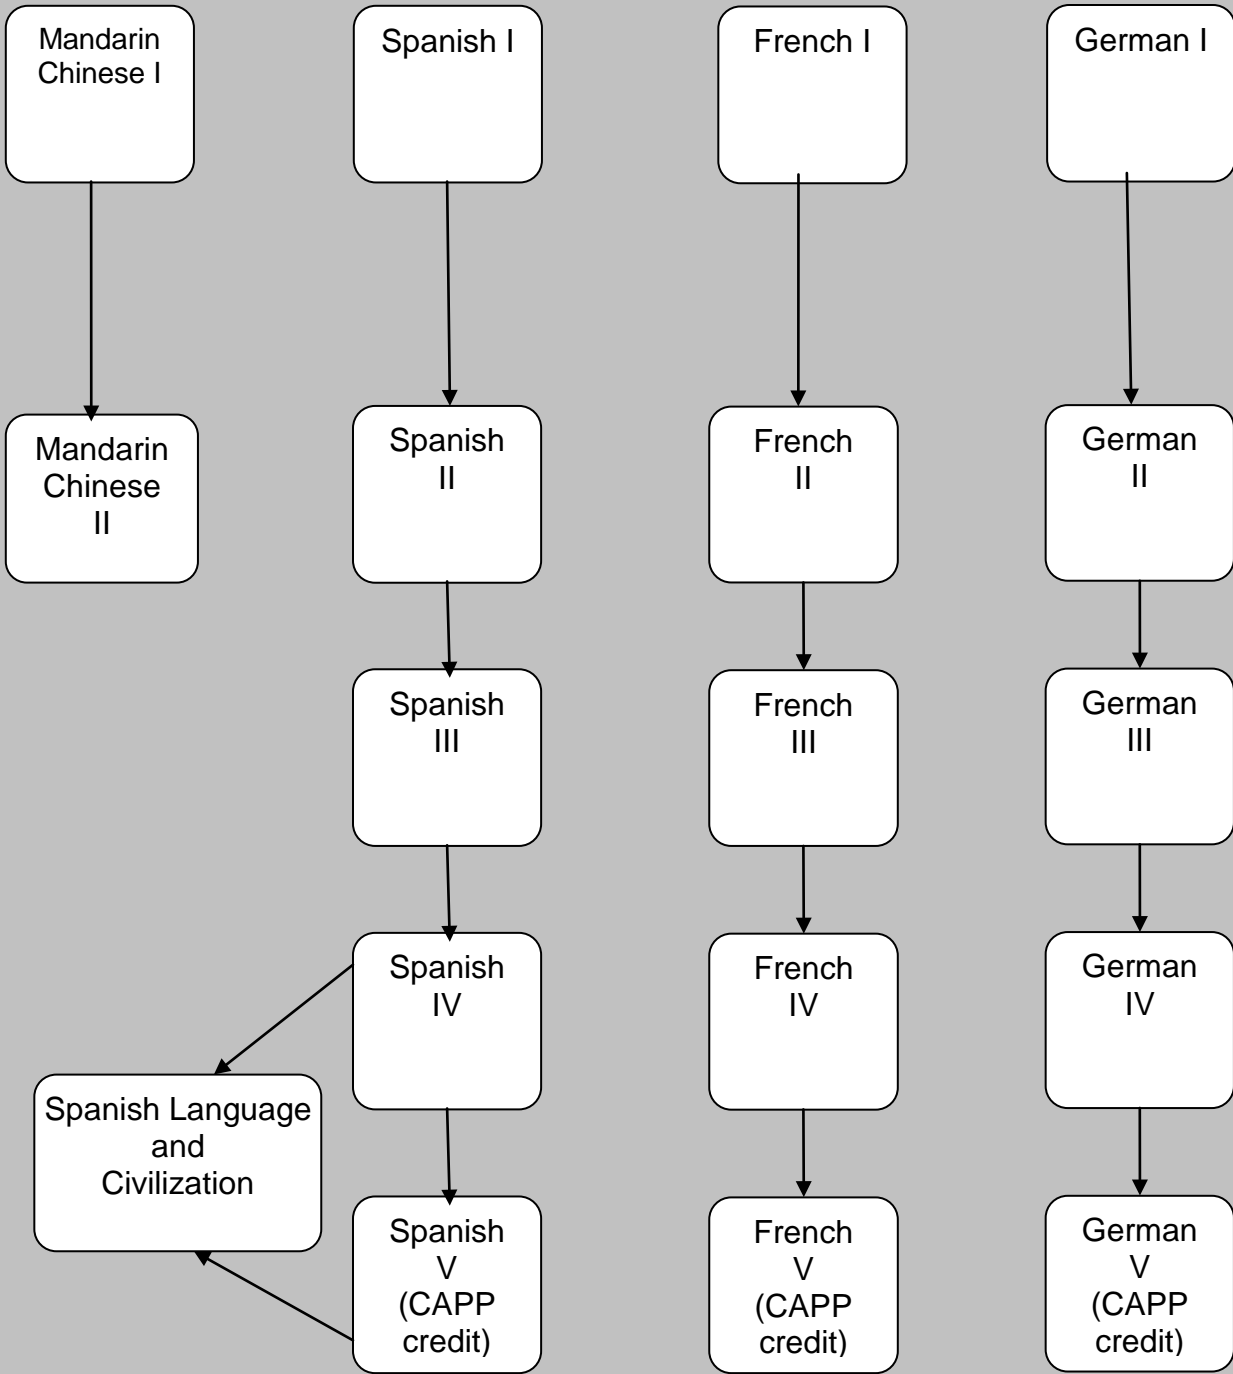 Mandarin
Chinese I
Spanish I
French I
German I
Mandarin
Chinese
II
Spanish
II
French
II
German
II
Spanish
III
French
III
German
III
Spanish
IV
French
IV
German
IV
Spanish Language
and
Civilization
Spanish
V
(CAPP
credit)
French
V
(CAPP
credit)
German
V
(CAPP
credit)